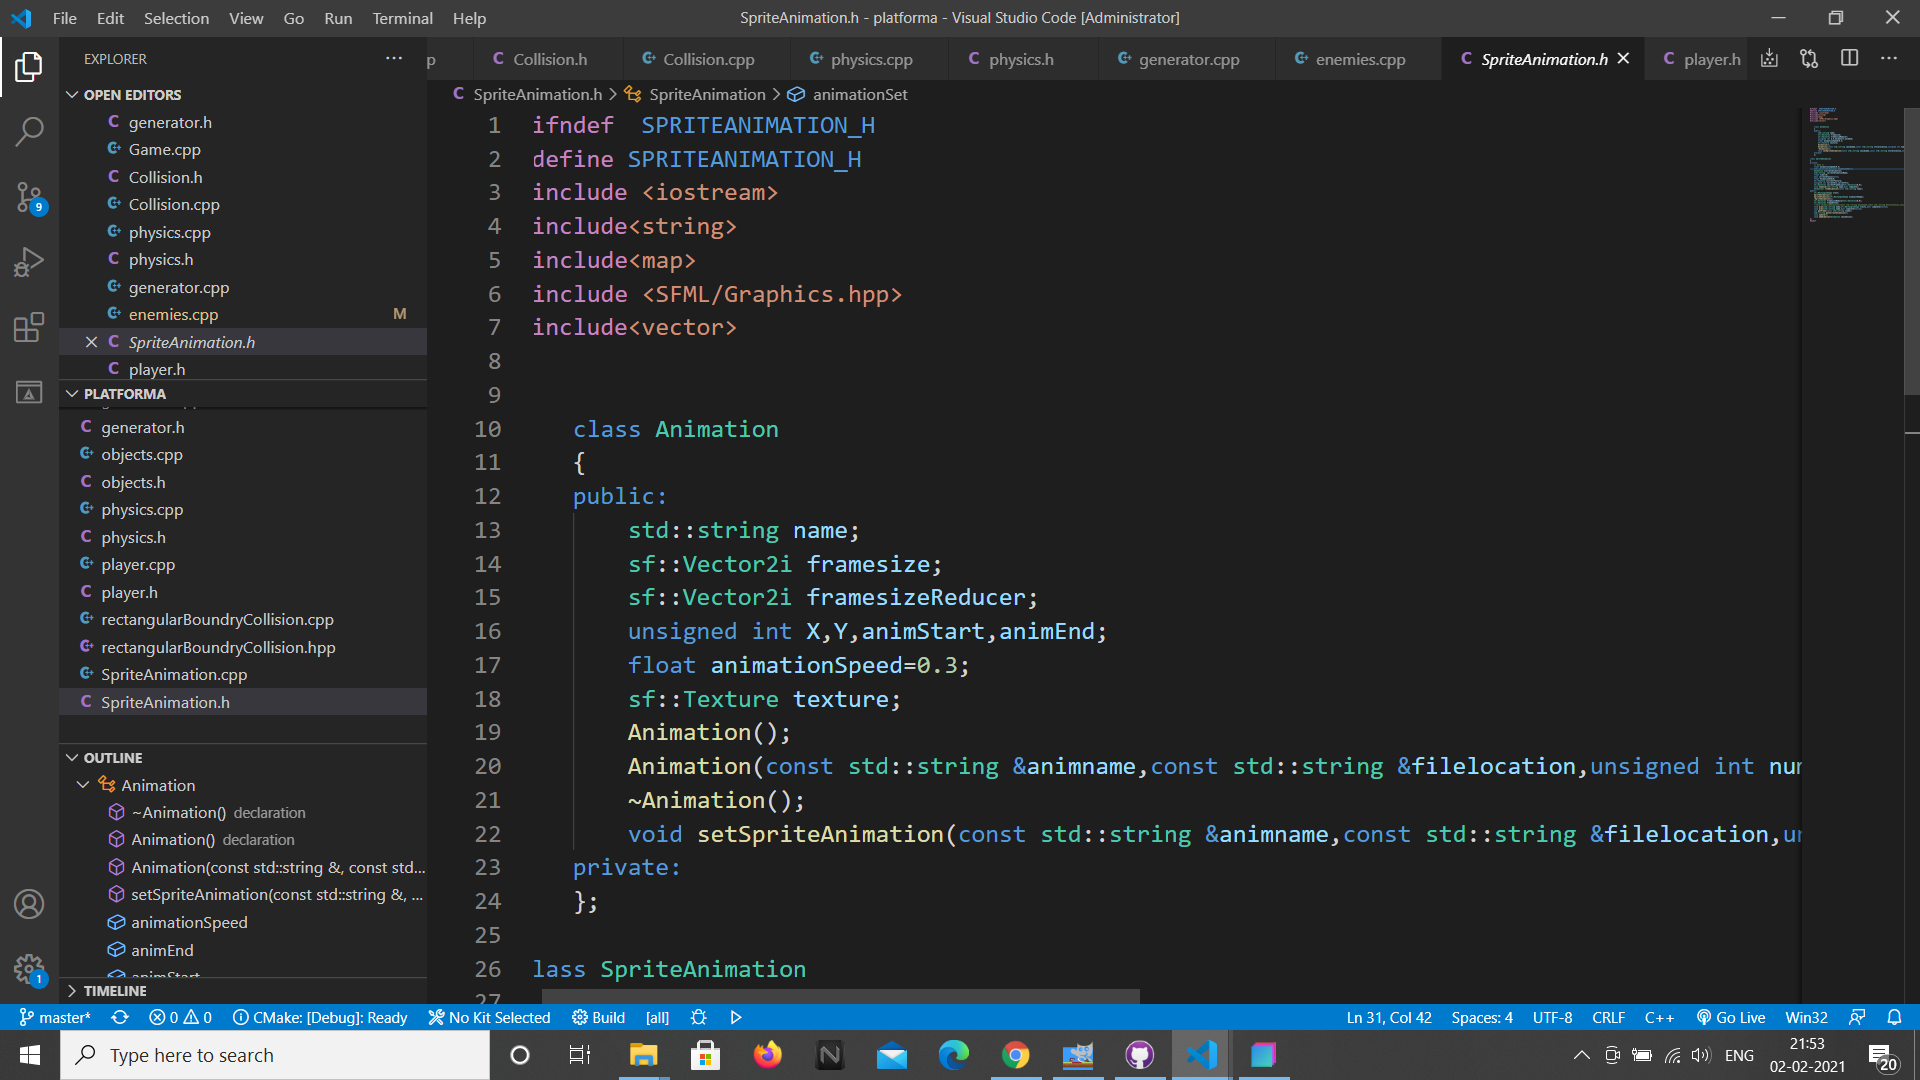 File Edit Selection View Go Run Terminal Help
SpriteAnimation.h - platforma - Visual Studio Code [Administrator]
EXPLORER
p Collision.h Collision.cpp physics.cpp physics.h generator.cpp enemies.cpp SpriteAnimation.h player.h
OPEN EDITORS
generator.h
Game.cpp
Collision.h
Collision.cpp
physics.cpp
physics.h
generator.cpp
enemies.cpp M
SpriteAnimation.h
player.h
PLATFORMA
generator.h
objects.cpp
objects.h
physics.cpp
physics.h
player.cpp
player.h
rectangularBoundryCollision.cpp
rectangularBoundryCollision.hpp
SpriteAnimation.cpp
SpriteAnimation.h
OUTLINE
Animation
~Animation() declaration
Animation() declaration
Animation(const std::string &, const std...
setSpriteAnimation(const std::string &, ...
animationSpeed
animEnd
animStart
TIMELINE
SpriteAnimation.h > SpriteAnimation > animationSet
1 ifndef  SPRITEANIMATION_H
2 define SPRITEANIMATION_H
3 include <iostream>
4 include<string>
5 include<map>
6 include <SFML/Graphics.hpp>
7 include<vector>
8
9
10 class Animation
11 {
12 public:
13 std::string name;
14 sf::Vector2i framesize;
15 sf::Vector2i framesizeReducer;
16 unsigned int X,Y,animStart,animEnd;
17 float animationSpeed=0.3;
18 sf::Texture texture;
19 Animation();
20 Animation(const std::string &animname,const std::string &filelocation,unsigned int nu
21 ~Animation();
22 void setSpriteAnimation(const std::string &animname,const std::string &filelocation,u
23 private:
24 };
25
26 lass SpriteAnimation
27
master* 0 0 CMake: [Debug]: Ready No Kit Selected Build [all] Ln 31, Col 42 Spaces: 4 UTF-8 CRLF C++ Go Live Win32
9
1
Type here to search
ENG
21:53
02-02-2021
20